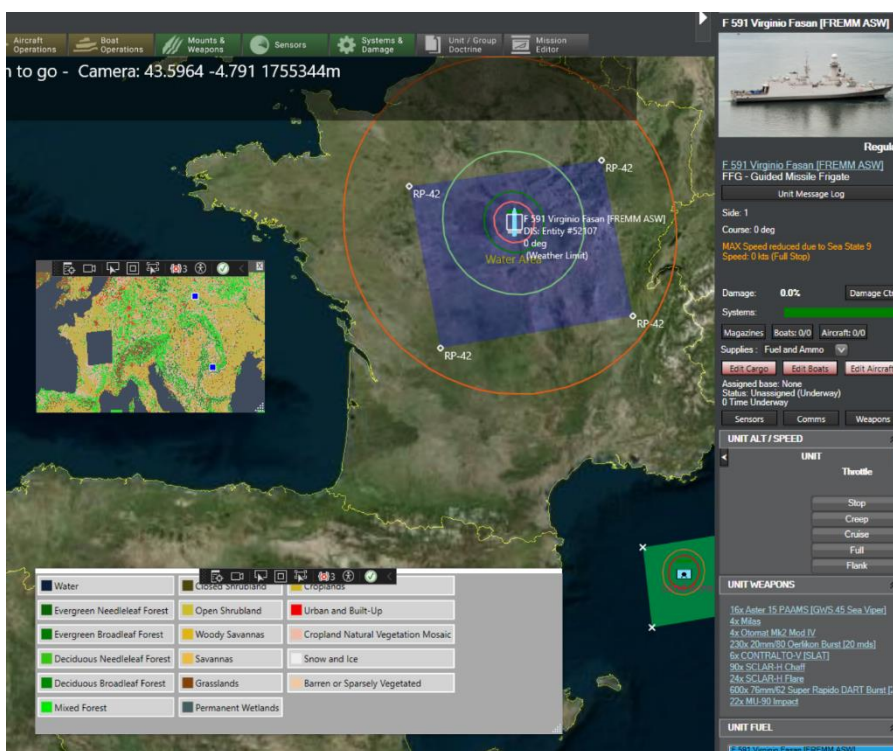 Aircraft Operations
Boat Operations
Mounts & Weapons
Sensors
Systems & Damage
Unit / Group Doctrine
Mission Editor
n to go - Camera: 43.5964 -4.791 1755344m
RP-42
RP-42
F 591 Virginio Fasan [FREMM ASW]
DIS: Entity #52107
0 deg
(Weather Limit)
Water Area
RP-42
RP-42
3
Water
Closed Shrubland
Croplands
Evergreen Needleleaf Forest
Open Shrubland
Urban and Built-Up
Evergreen Broadleaf Forest
Woody Savannas
Cropland Natural Vegetation Mosaic
Deciduous Needleleaf Forest
Savannas
Snow and Ice
Deciduous Broadleaf Forest
Grasslands
Barren or Sparsely Vegetated
Mixed Forest
Permanent Wetlands
3
F 591 Virginio Fasan [FREMM ASW]
Regula
F 591 Virginio Fasan [FREMM ASW]
FFG - Guided Missile Frigate
Unit Message Log
Side: 1
Course: 0 deg
MAX Speed reduced due to Sea State 9
Speed: 0 kts (Full Stop)
Damage: 0.0% Damage Ctr
Systems:
Magazines Boats: 0/0 Aircraft: 0/0
Supplies : Fuel and Ammo
Edit Cargo Edit Boats Edit Aircraft
Assigned base: None
Status: Unassigned (Underway)
0 Time Underway
Sensors Comms Weapons
UNIT ALT / SPEED
UNIT
Throttle
Stop
Creep
Cruise
Full
Flank
UNIT WEAPONS
16x Aster 15 PAAMS [GWS.45 Sea Viper]
4x Milas
4x Otomat Mk2 Mod IV
230x 20mm/80 Oerlikon Burst [20 rnds]
6x CONTRALTO-V [SLAT]
90x SCLAR-H Chaff
24x SCLAR-H Flare
600x 76mm/62 Super Rapido DART Burst [2
22x MU-90 Impact
UNIT FUEL
F 591 Virginio Fasan [FREMM ASW]